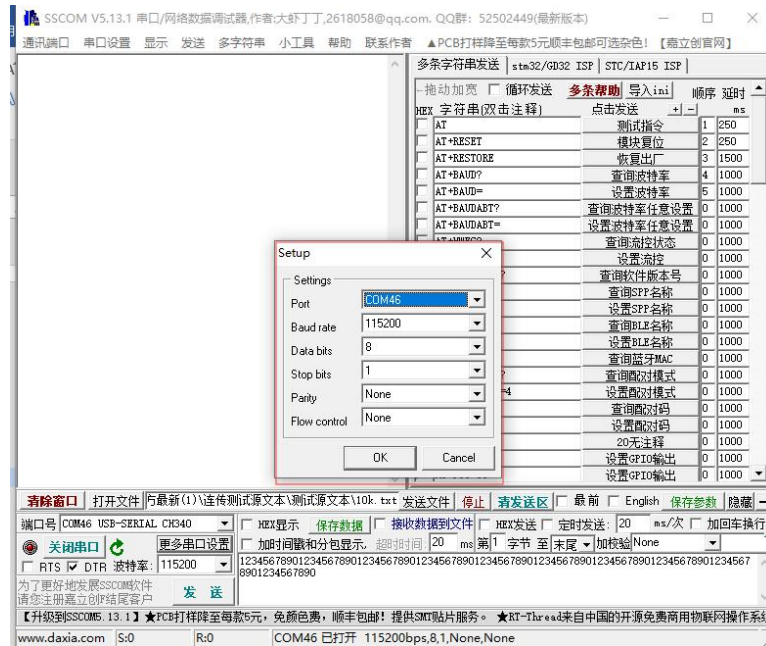 SSCOM V5.13.1 串口/网络数据调试器,作者:大虾丁丁,2618058@qq.com. QQ群: 52502449(最新版本)
通讯端口 串口设置 显示 发送 多字符串 小工具 帮助 联系作者 ▲PCB打样降至每款5元顺丰包邮可选杂色! 【嘉立创官网】
多条字符串发送 stm32/GD32 ISP STC/IAP15 ISP
拖动加宽 循环发送 多条帮助 导入ini 顺序 延时
HEX 字符串(双击注释) 点击发送 + - ms
AT 测试指令 1 250
AT+RESET 模块复位 2 250
AT+RESTORE 恢复出厂 3 1500
AT+BAUD? 查询波特率 4 1000
AT+BAUD= 设置波特率 5 1000
AT+BAUDABT? 查询波特率任意设置 0 1000
AT+BAUDABT= 设置波特率任意设置 0 1000
查询流控状态 0 1000
设置流控 0 1000
? 查询软件版本号 0 1000
查询SPP名称 0 1000
设置SPP名称 0 1000
查询BLE名称 0 1000
设置BLE名称 0 1000
查询蓝牙MAC 0 1000
? 查询配对模式 0 1000
=4 设置配对模式 0 1000
查询配对码 0 1000
设置配对码 0 1000
20无注释 0 1000
设置GPIO输出 0 1000
设置GPIO输出 0 1000
Setup
Settings
Port COM46
Baud rate 115200
Data bits 8
Stop bits 1
Parity None
Flow control None
OK Cancel
清除窗口 打开文件 最新(1)\连传测试源文本\测试原文本\10k.txt 发送文件 停止 清发送区 最前 English 保存参数 隐藏
端口号 COM46 USB-SERIAL CH340 HEX显示 保存数据 接收数据到文件 HEX发送 定时发送: 20 ms/次 加回车换行
关闭串口 更多串口设置 加时间戳和分包显示, 超时时间: 20 ms 第1 字节 至 末尾 加校验 None
RTS DTR 波特率: 115200
1234567890123456789012345678901234567890123456789012345678901234567
8901234567890
为了更好地发展SSCOM软件
请您注册嘉立创F结尾客户
发 送
【升级到SSCOM5.13.1】★PCB打样降至每款5元,免颜色费,顺丰包邮! 提供SMT贴片服务。 ★RT-Thread来自中国的开源免费商用物联网操作系
www.daxia.com S:0 R:0 COM46 已打开 115200bps,8,1,None,None